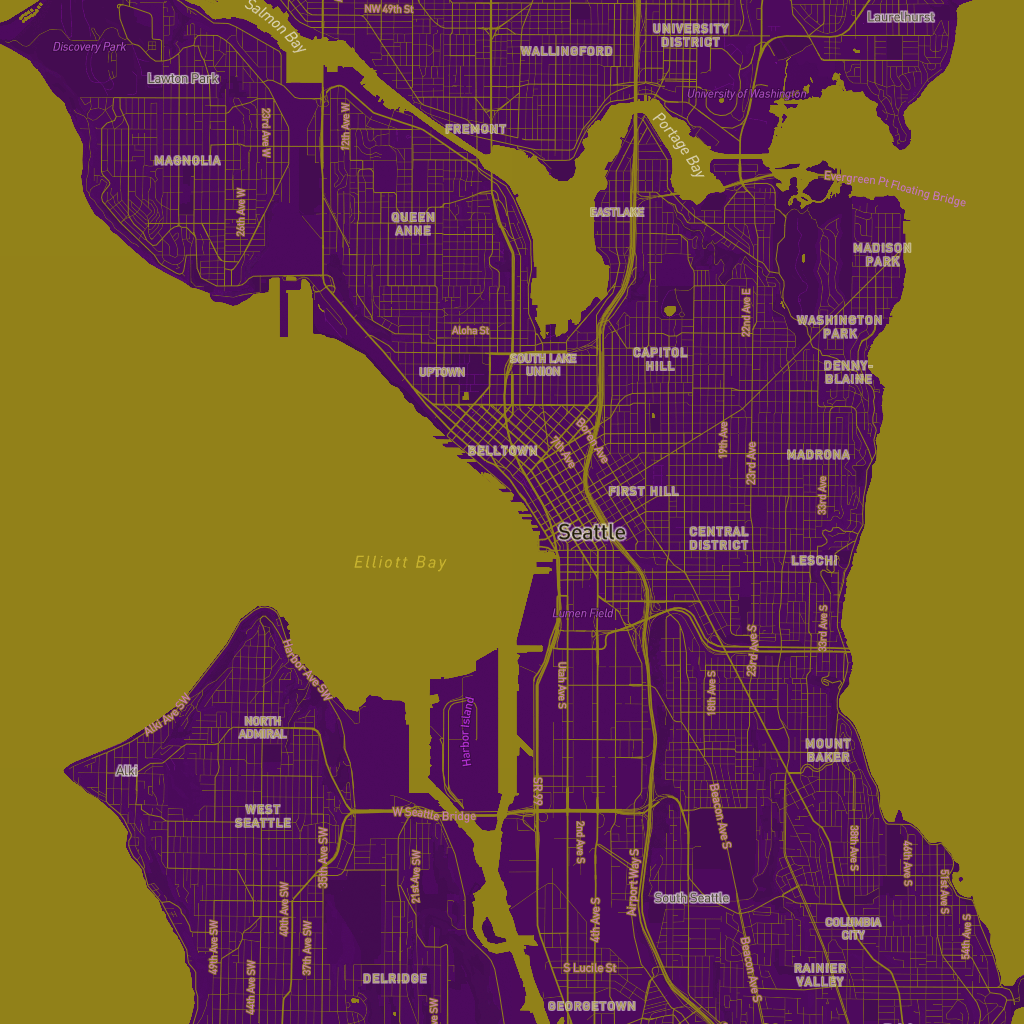 Salmon Bay
NW 49th St
Laurelhurst
UNIVERSITY
DISTRICT
WALLINGFORD
Discovery Park
Lawton Park
University of Washington
23rd Ave W
12th Ave W
FREMONT
Portage Bay
MAGNOLIA
Evergreen Pt Floating Bridge
26th Ave W
QUEEN
ANNE
EASTLAKE
MADISON
PARK
22nd Ave E
WASHINGTON
PARK
Aloha St
SOUTH LAKE
UNION
CAPITOL
HILL
UPTOWN
DENNY-
BLAINE
BELLTOWN
7th Ave
Boren Ave
19th Ave
23rd Ave
MADRONA
33rd Ave
FIRST HILL
Seattle
CENTRAL
DISTRICT
Elliott Bay
LESCHI
Lumen Field
33rd Ave S
23rd Ave S
Harbor Ave SW
Utah Ave S
18th Ave S
Alki Ave SW
NORTH
ADMIRAL
Harbor Island
MOUNT
BAKER
Alki
SR-99
WEST
SEATTLE
W Seattle Bridge
Beacon Ave S
35th Ave SW
2nd Ave S
38th Ave S
44th Ave S
21st Ave SW
Airport Way S
51st Ave S
South Seattle
40th Ave SW
4th Ave S
COLUMBIA
CITY
54th Ave S
49th Ave SW
37th Ave SW
Beacon Ave S
44th Ave SW
DELRIDGE
S Lucile St
RAINIER
VALLEY
GEORGETOWN
ve SW